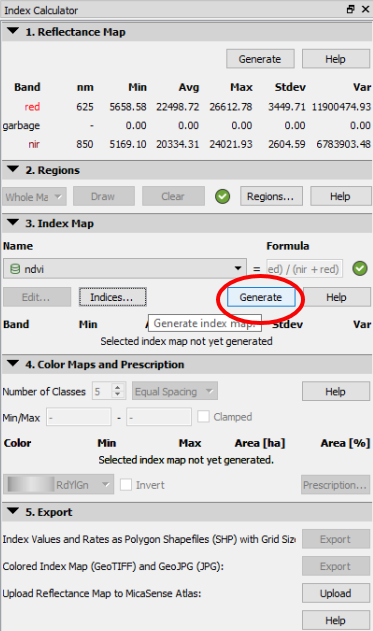 Index Calculator
1. Reflectance Map
Generate Help
Band nm Min Avg Max Stdev Var
red 625 5658.58 22498.72 26612.78 3449.71 11900474.93
garbage - 0.00 0.00 0.00 0.00 0.00
nir 850 5169.10 20334.31 24021.93 2604.59 6783903.48
2. Regions
Whole Ma Draw Clear Regions... Help
3. Index Map
Name Formula
ndvi = ed) / (nir + red)
Edit... Indices... Generate Help
Generate index map.
Band Min Stdev Var
Selected index map not yet generated
4. Color Maps and Prescription
Number of Classes 5 Equal Spacing Help
Min/Max - - - Clamped
Color Min Max Area [ha] Area [%]
Selected index map not yet generated.
RdYlGn Invert Prescription...
5. Export
Index Values and Rates as Polygon Shapefiles (SHP) with Grid Size Export
Colored Index Map (GeoTIFF) and GeoJPG (JPG): Export
Upload Reflectance Map to MicaSense Atlas: Upload
Help